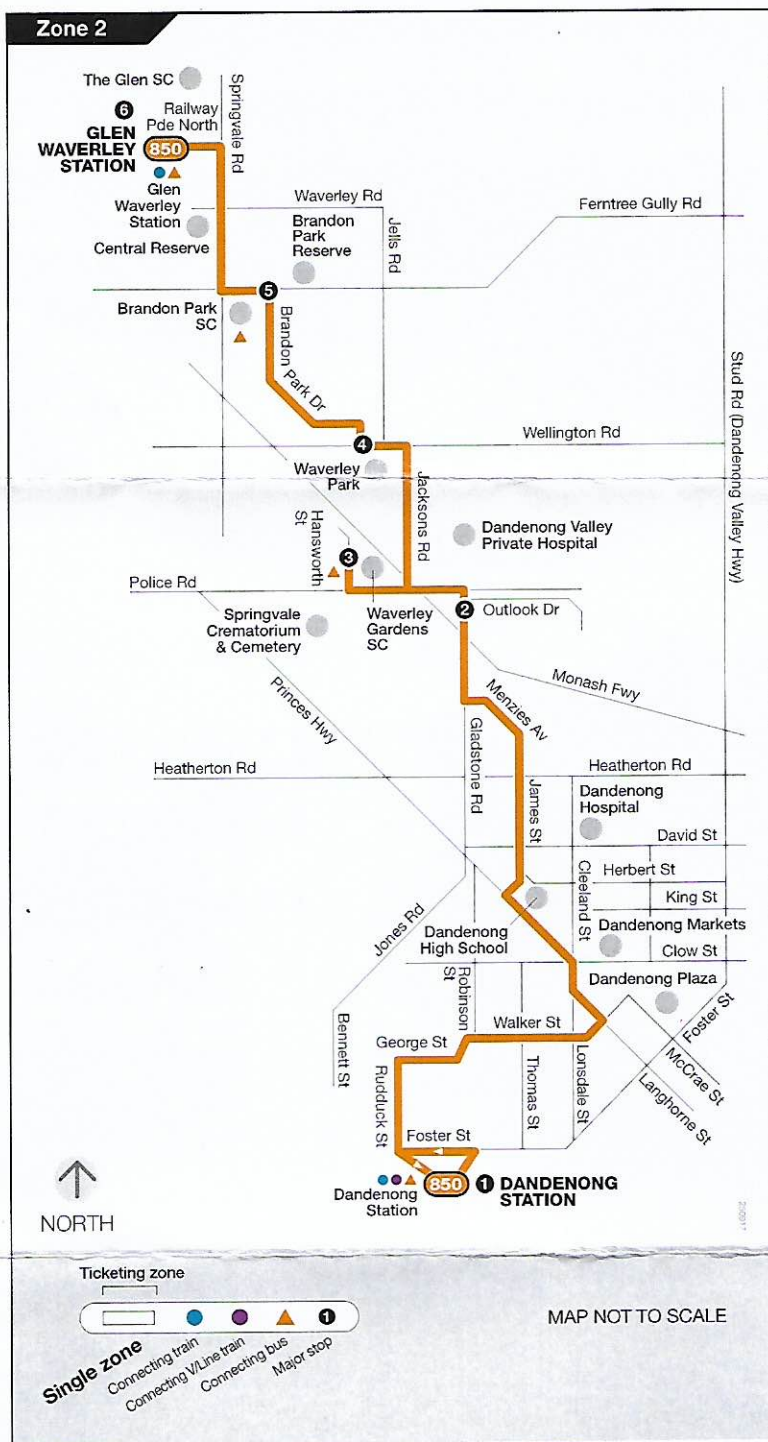 Zone 2
The Glen SC
6
Railway
Pde North
Springvale Rd
GLEN
WAVERLEY
STATION
850
Glen
Waverley
Station
Central Reserve
Waverley Rd
Ferntree Gully Rd
Brandon
Park
Reserve
Jells Rd
5
Brandon Park
SC
Brandon Park Dr
Stud Rd (Dandenong Valley Hwy)
4
Wellington Rd
Waverley
Park
Jacksons Rd
Hansworth
St
Dandenong Valley
Private Hospital
3
Police Rd
Springvale
Crematorium
& Cemetery
Waverley
Gardens
SC
2
Outlook Dr
Princes Hwy
Monash Fwy
Menzies Av
Gladstone Rd
Heatherton Rd
Heatherton Rd
James St
Dandenong
Hospital
David St
Cleeland St
Herbert St
King St
Jones Rd
Dandenong
High School
Dandenong Markets
Clow St
Robinson
St
Dandenong Plaza
Foster St
Bennett St
George St
Walker St
McCrae St
Rudduck St
Thomas St
Lonsdale St
Langhorne St
Foster St
850
1
DANDENONG
STATION
Dandenong
Station
NORTH
Ticketing zone
1
MAP NOT TO SCALE
Single zone
Connecting train
Connecting V/Line train
Connecting bus
Major stop